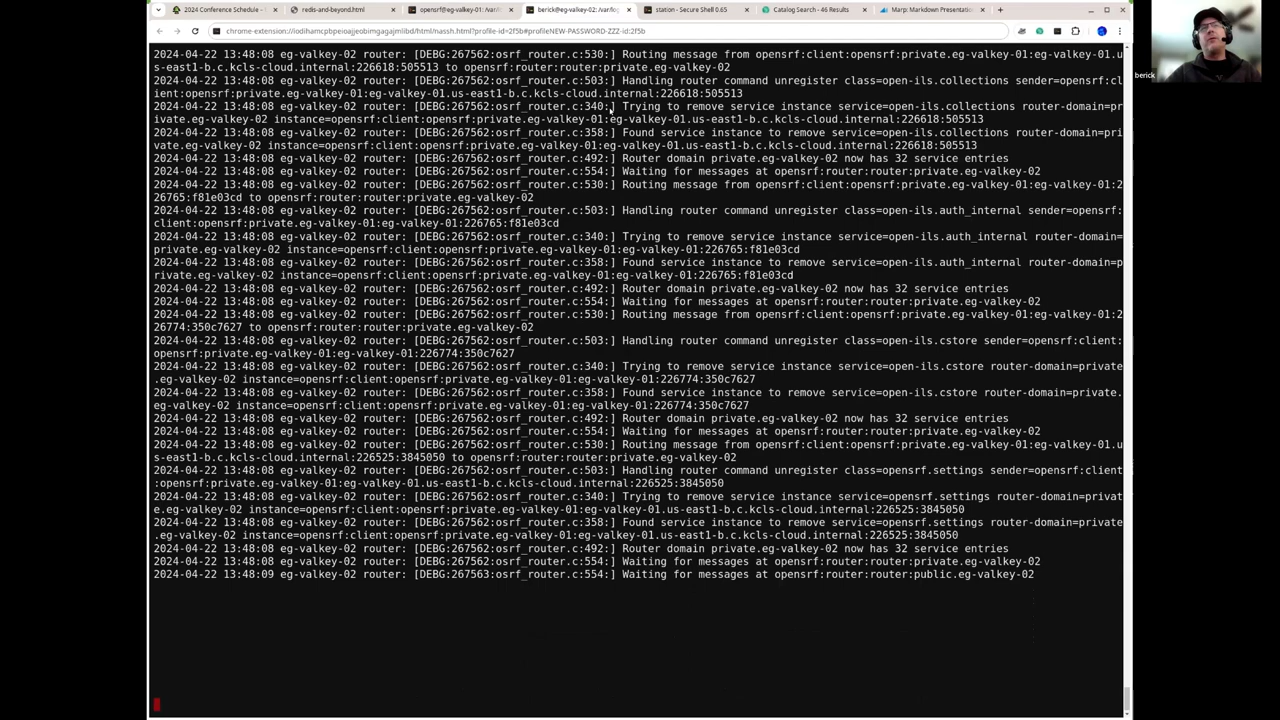 2024 Conference Schedule -
redis-and-beyond.html
opensrf@eg-valkey-01: /var/lo
berick@eg-valkey-02: /var/log
station - Secure Shell 0.65
Catalog Search - 46 Results
Marp: Markdown Presentatio
chrome-extension://iodihamcpbpeioajjeobimgagajmlibd/html/nassh.html?profile-id=2f5b#profileNEW-PASSWORD-ZZZ-id:2f5b
2024-04-22 13:48:08 eg-valkey-02 router: [DEBG:267562:osrf_router.c:530:] Routing message from opensrf:client:opensrf:private.eg-valkey-01:eg-valkey-01.u
s-east1-b.c.kcls-cloud.internal:226618:505513 to opensrf:router:router:private.eg-valkey-02
2024-04-22 13:48:08 eg-valkey-02 router: [DEBG:267562:osrf_router.c:503:] Handling router command unregister class=open-ils.collections sender=opensrf:cl
ient:opensrf:private.eg-valkey-01:eg-valkey-01.us-east1-b.c.kcls-cloud.internal:226618:505513
2024-04-22 13:48:08 eg-valkey-02 router: [DEBG:267562:osrf_router.c:340:] Trying to remove service instance service=open-ils.collections router-domain=pr
ivate.eg-valkey-02 instance=opensrf:client:opensrf:private.eg-valkey-01:eg-valkey-01.us-east1-b.c.kcls-cloud.internal:226618:505513
2024-04-22 13:48:08 eg-valkey-02 router: [DEBG:267562:osrf_router.c:358:] Found service instance to remove service=open-ils.collections router-domain=pri
vate.eg-valkey-02 instance=opensrf:client:opensrf:private.eg-valkey-01:eg-valkey-01.us-east1-b.c.kcls-cloud.internal:226618:505513
2024-04-22 13:48:08 eg-valkey-02 router: [DEBG:267562:osrf_router.c:492:] Router domain private.eg-valkey-02 now has 32 service entries
2024-04-22 13:48:08 eg-valkey-02 router: [DEBG:267562:osrf_router.c:554:] Waiting for messages at opensrf:router:router:private.eg-valkey-02
2024-04-22 13:48:08 eg-valkey-02 router: [DEBG:267562:osrf_router.c:530:] Routing message from opensrf:client:opensrf:private.eg-valkey-01:eg-valkey-01:2
26765:f81e03cd to opensrf:router:router:private.eg-valkey-02
2024-04-22 13:48:08 eg-valkey-02 router: [DEBG:267562:osrf_router.c:503:] Handling router command unregister class=open-ils.auth_internal sender=opensrf:
client:opensrf:private.eg-valkey-01:eg-valkey-01:226765:f81e03cd
2024-04-22 13:48:08 eg-valkey-02 router: [DEBG:267562:osrf_router.c:340:] Trying to remove service instance service=open-ils.auth_internal router-domain=
private.eg-valkey-02 instance=opensrf:client:opensrf:private.eg-valkey-01:eg-valkey-01:226765:f81e03cd
2024-04-22 13:48:08 eg-valkey-02 router: [DEBG:267562:osrf_router.c:358:] Found service instance to remove service=open-ils.auth_internal router-domain=p
rivate.eg-valkey-02 instance=opensrf:client:opensrf:private.eg-valkey-01:eg-valkey-01:226765:f81e03cd
2024-04-22 13:48:08 eg-valkey-02 router: [DEBG:267562:osrf_router.c:492:] Router domain private.eg-valkey-02 now has 32 service entries
2024-04-22 13:48:08 eg-valkey-02 router: [DEBG:267562:osrf_router.c:554:] Waiting for messages at opensrf:router:router:private.eg-valkey-02
2024-04-22 13:48:08 eg-valkey-02 router: [DEBG:267562:osrf_router.c:530:] Routing message from opensrf:client:opensrf:private.eg-valkey-01:eg-valkey-01:2
26774:350c7627 to opensrf:router:router:private.eg-valkey-02
2024-04-22 13:48:08 eg-valkey-02 router: [DEBG:267562:osrf_router.c:503:] Handling router command unregister class=open-ils.cstore sender=opensrf:client:
opensrf:private.eg-valkey-01:eg-valkey-01:226774:350c7627
2024-04-22 13:48:08 eg-valkey-02 router: [DEBG:267562:osrf_router.c:340:] Trying to remove service instance service=open-ils.cstore router-domain=private
.eg-valkey-02 instance=opensrf:client:opensrf:private.eg-valkey-01:eg-valkey-01:226774:350c7627
2024-04-22 13:48:08 eg-valkey-02 router: [DEBG:267562:osrf_router.c:358:] Found service instance to remove service=open-ils.cstore router-domain=private.
eg-valkey-02 instance=opensrf:client:opensrf:private.eg-valkey-01:eg-valkey-01:226774:350c7627
2024-04-22 13:48:08 eg-valkey-02 router: [DEBG:267562:osrf_router.c:492:] Router domain private.eg-valkey-02 now has 32 service entries
2024-04-22 13:48:08 eg-valkey-02 router: [DEBG:267562:osrf_router.c:554:] Waiting for messages at opensrf:router:router:private.eg-valkey-02
2024-04-22 13:48:08 eg-valkey-02 router: [DEBG:267562:osrf_router.c:530:] Routing message from opensrf:client:opensrf:private.eg-valkey-01:eg-valkey-01.u
s-east1-b.c.kcls-cloud.internal:226525:3845050 to opensrf:router:router:private.eg-valkey-02
2024-04-22 13:48:08 eg-valkey-02 router: [DEBG:267562:osrf_router.c:503:] Handling router command unregister class=opensrf.settings sender=opensrf:client
:opensrf:private.eg-valkey-01:eg-valkey-01.us-east1-b.c.kcls-cloud.internal:226525:3845050
2024-04-22 13:48:08 eg-valkey-02 router: [DEBG:267562:osrf_router.c:340:] Trying to remove service instance service=opensrf.settings router-domain=privat
e.eg-valkey-02 instance=opensrf:client:opensrf:private.eg-valkey-01:eg-valkey-01.us-east1-b.c.kcls-cloud.internal:226525:3845050
2024-04-22 13:48:08 eg-valkey-02 router: [DEBG:267562:osrf_router.c:358:] Found service instance to remove service=opensrf.settings router-domain=private
.eg-valkey-02 instance=opensrf:client:opensrf:private.eg-valkey-01:eg-valkey-01.us-east1-b.c.kcls-cloud.internal:226525:3845050
2024-04-22 13:48:08 eg-valkey-02 router: [DEBG:267562:osrf_router.c:492:] Router domain private.eg-valkey-02 now has 32 service entries
2024-04-22 13:48:08 eg-valkey-02 router: [DEBG:267562:osrf_router.c:554:] Waiting for messages at opensrf:router:router:private.eg-valkey-02
2024-04-22 13:48:09 eg-valkey-02 router: [DEBG:267563:osrf_router.c:554:] Waiting for messages at opensrf:router:router:public.eg-valkey-02
berick